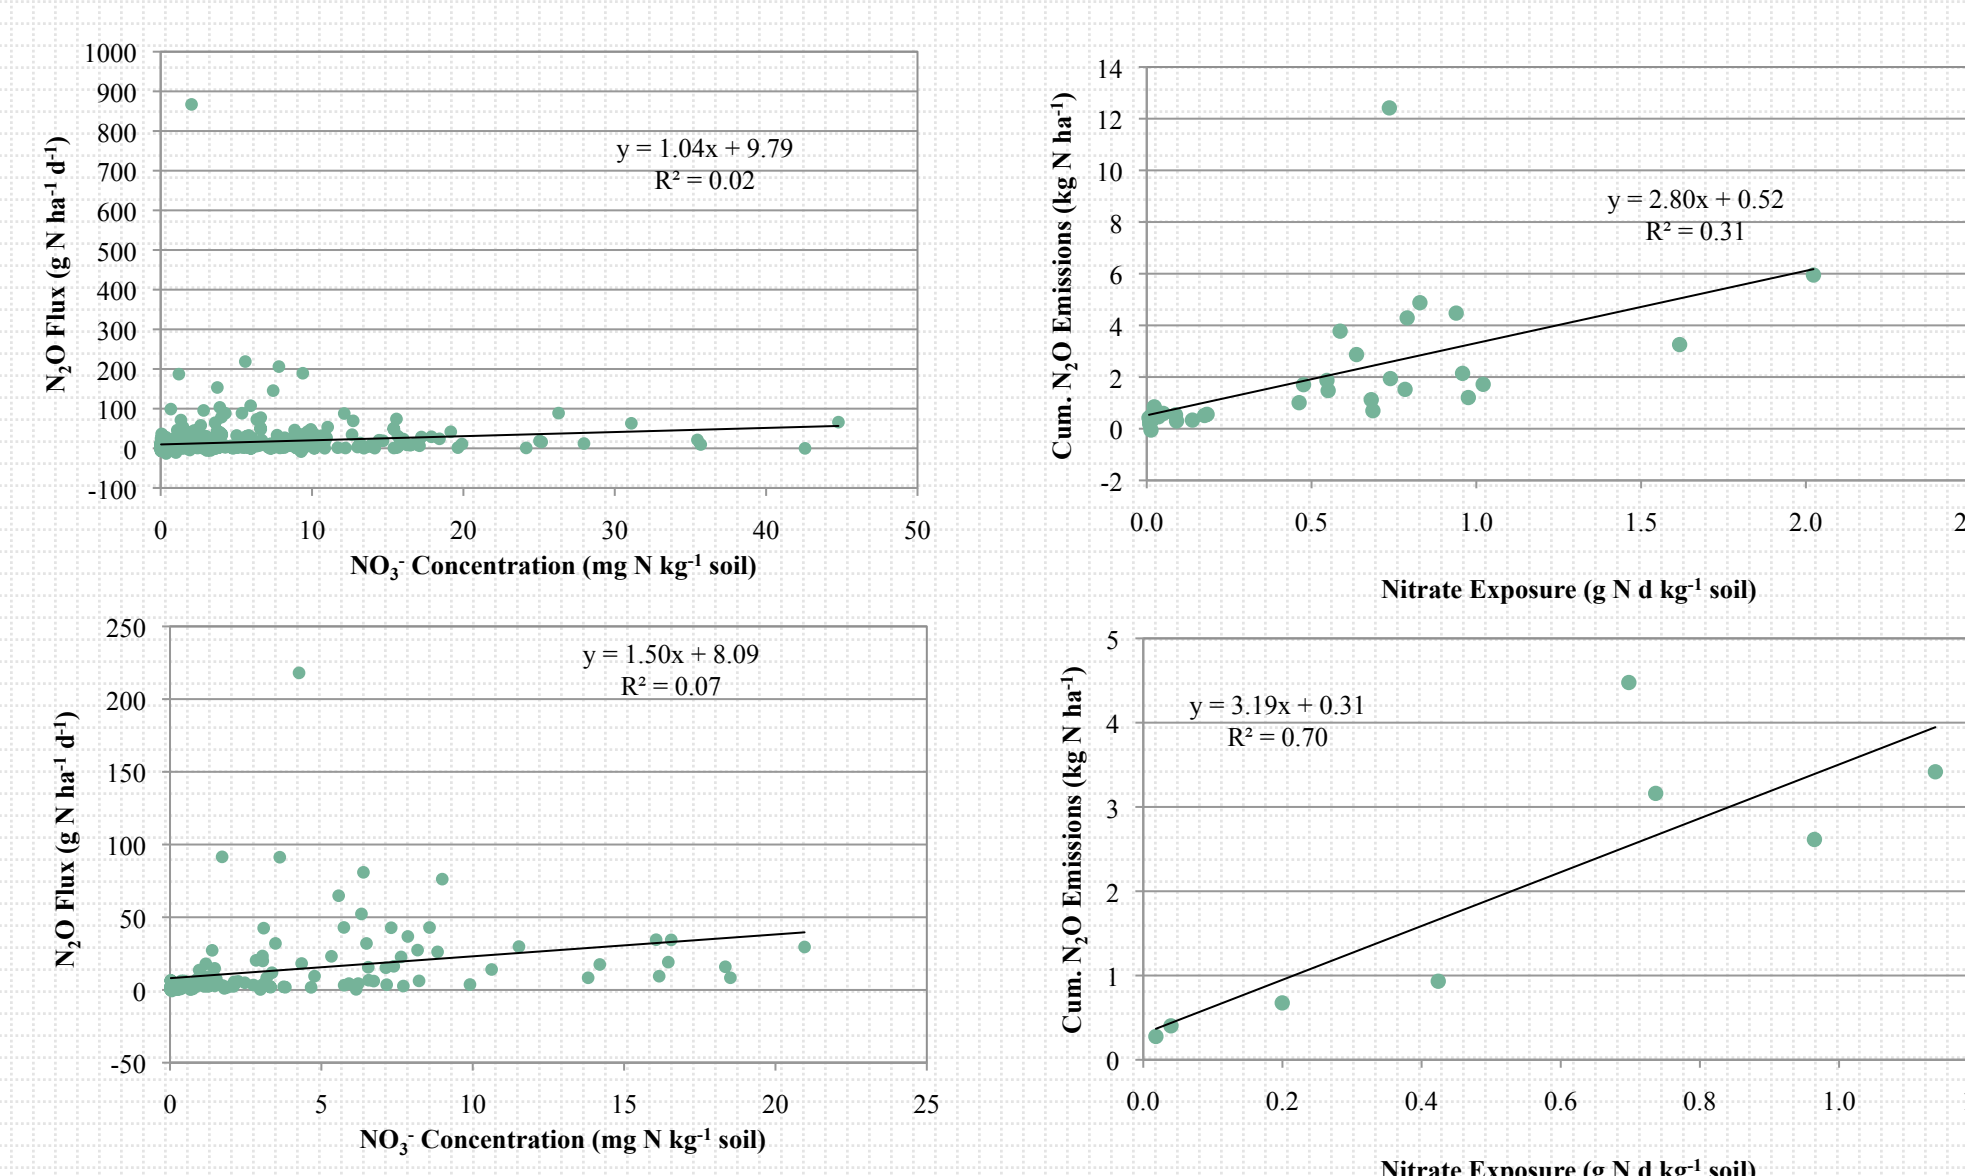 1000
900
800
700
600
500
400
300
200
100
0
-100
N₂O Flux (g N ha⁻¹ d⁻¹)
y = 1.04x + 9.79
R² = 0.02
0 10 20 30 40 50
NO₃⁻ Concentration (mg N kg⁻¹ soil)
14
12
10
8
6
4
2
0
-2
Cum. N₂O Emissions (kg N ha⁻¹)
y = 2.80x + 0.52
R² = 0.31
0.0 0.5 1.0 1.5 2.0 2
Nitrate Exposure (g N d kg⁻¹ soil)
250
200
150
100
50
0
-50
N₂O Flux (g N ha⁻¹ d⁻¹)
y = 1.50x + 8.09
R² = 0.07
0 5 10 15 20 25
NO₃⁻ Concentration (mg N kg⁻¹ soil)
5
4
3
2
1
0
Cum. N₂O Emissions (kg N ha⁻¹)
y = 3.19x + 0.31
R² = 0.70
0.0 0.2 0.4 0.6 0.8 1.0
Nitrate Exposure (g N d kg⁻¹ soil)